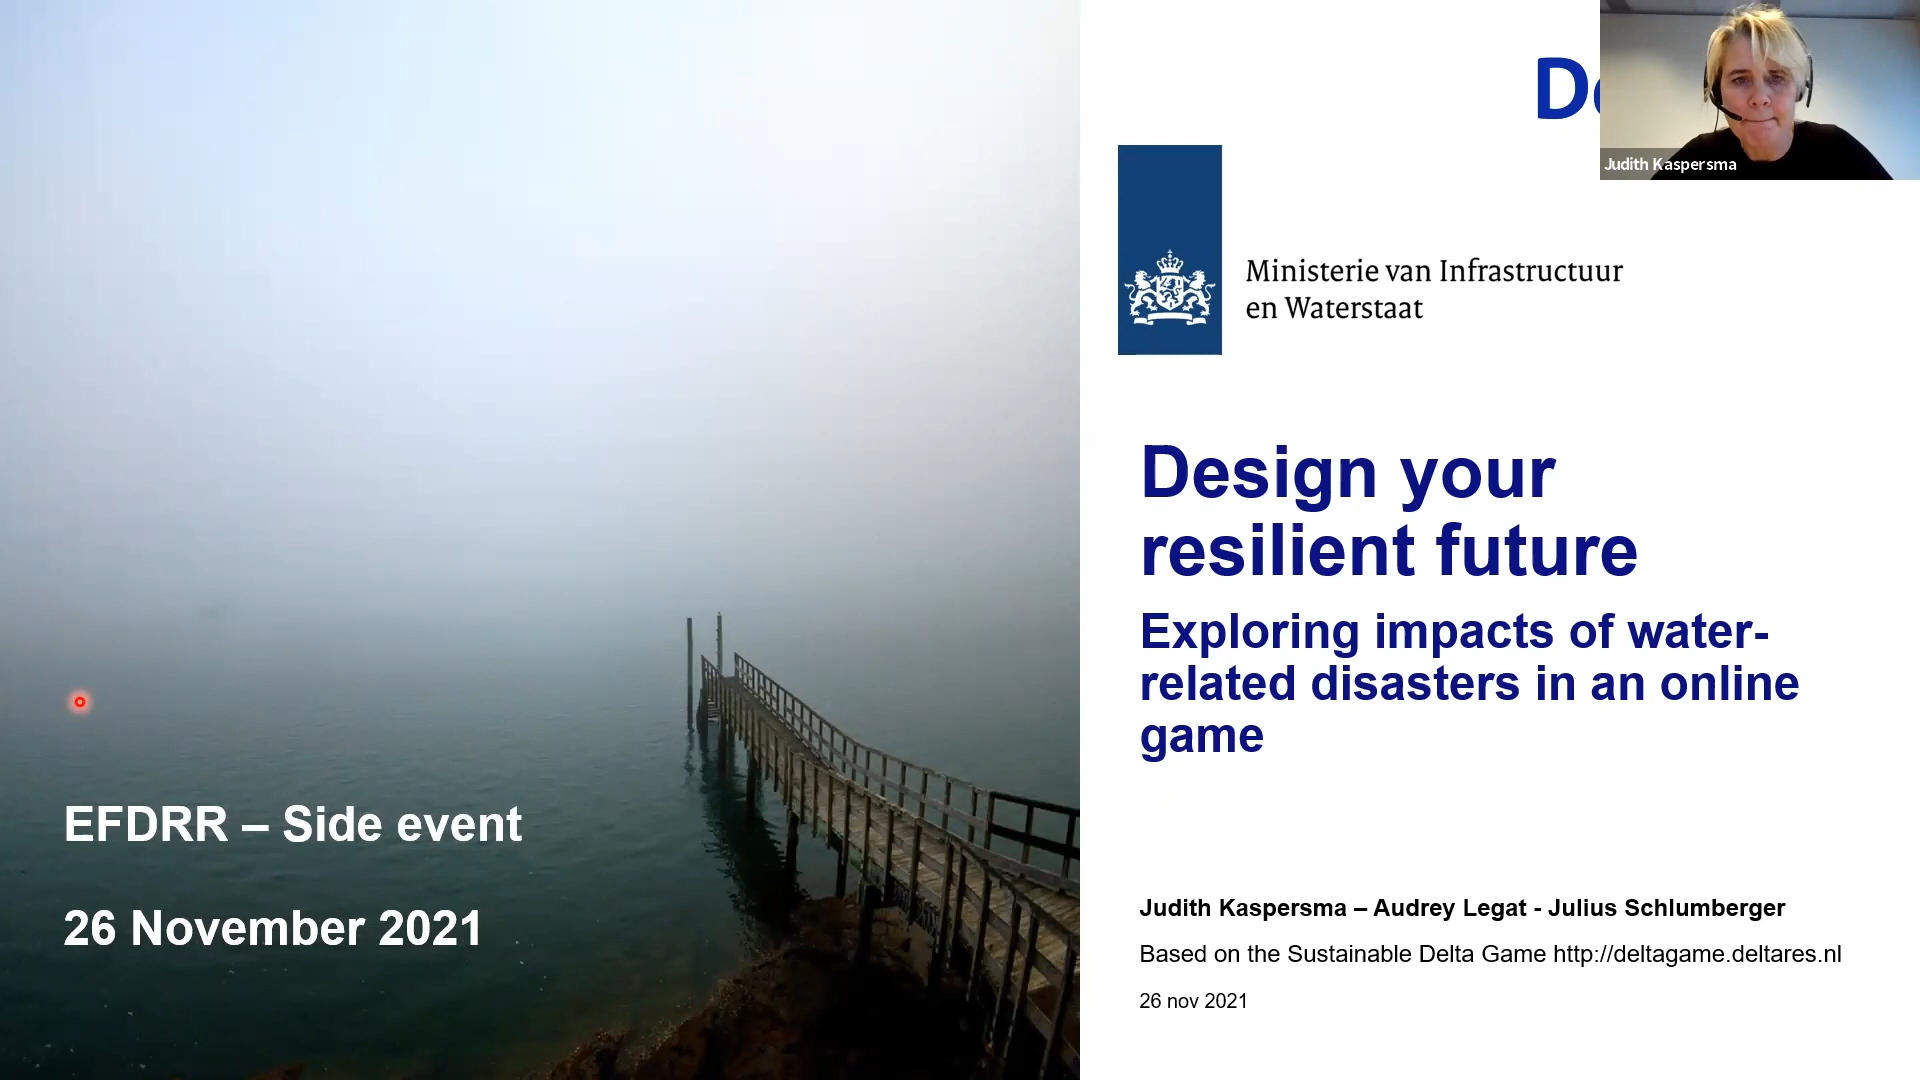 EFDRR – Side event
26 November 2021
Judith Kaspersma
Ministerie van Infrastructuur
en Waterstaat
Design your
resilient future
Exploring impacts of water-
related disasters in an online
game
Judith Kaspersma – Audrey Legat - Julius Schlumberger
Based on the Sustainable Delta Game http://deltagame.deltares.nl
26 nov 2021